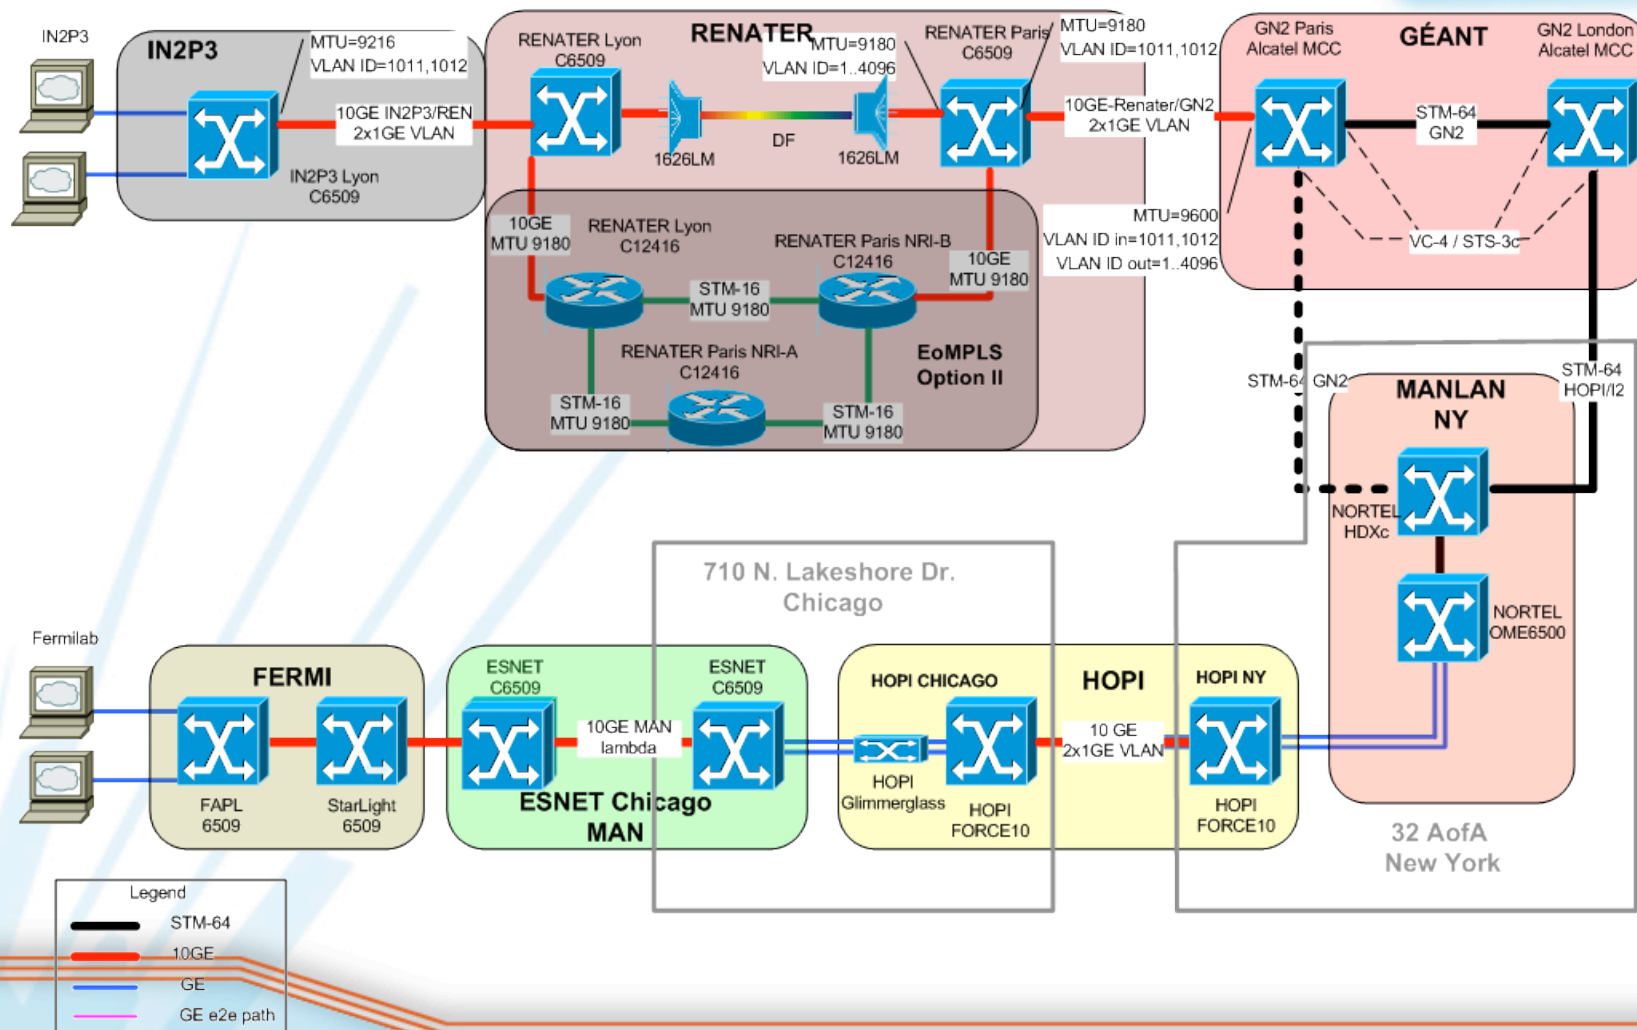 IN2P3
IN2P3
MTU=9216
VLAN ID=1011,1012
10GE IN2P3/REN
2x1GE VLAN
IN2P3 Lyon
C6509
RENATER
RENATER Lyon
C6509
MTU=9180
VLAN ID=1..4096
RENATER Paris
C6509
MTU=9180
VLAN ID=1011,1012
1626LM
DF
1626LM
10GE-Renater/GN2
2x1GE VLAN
GÉANT
GN2 Paris
Alcatel MCC
GN2 London
Alcatel MCC
STM-64
GN2
MTU=9600
VLAN ID in=1011,1012
VLAN ID out=1..4096
VC-4 / STS-3c
10GE
MTU 9180
RENATER Lyon
C12416
RENATER Paris NRI-B
C12416
10GE
MTU 9180
STM-16
MTU 9180
RENATER Paris NRI-A
C12416
EoMPLS
Option II
STM-16
MTU 9180
STM-16
MTU 9180
STM-64 GN2
STM-64
HOPI/I2
MANLAN
NY
NORTEL
HDXc
NORTEL
OME6500
32 AofA
New York
710 N. Lakeshore Dr.
Chicago
Fermilab
FERMI
FAPL
6509
StarLight
6509
ESNET
C6509
10GE MAN
lambda
ESNET
C6509
ESNET Chicago
MAN
HOPI CHICAGO
HOPI
HOPI NY
HOPI
Glimmerglass
HOPI
FORCE10
10 GE
2x1GE VLAN
HOPI
FORCE10
Legend
STM-64
10GE
GE
GE e2e path